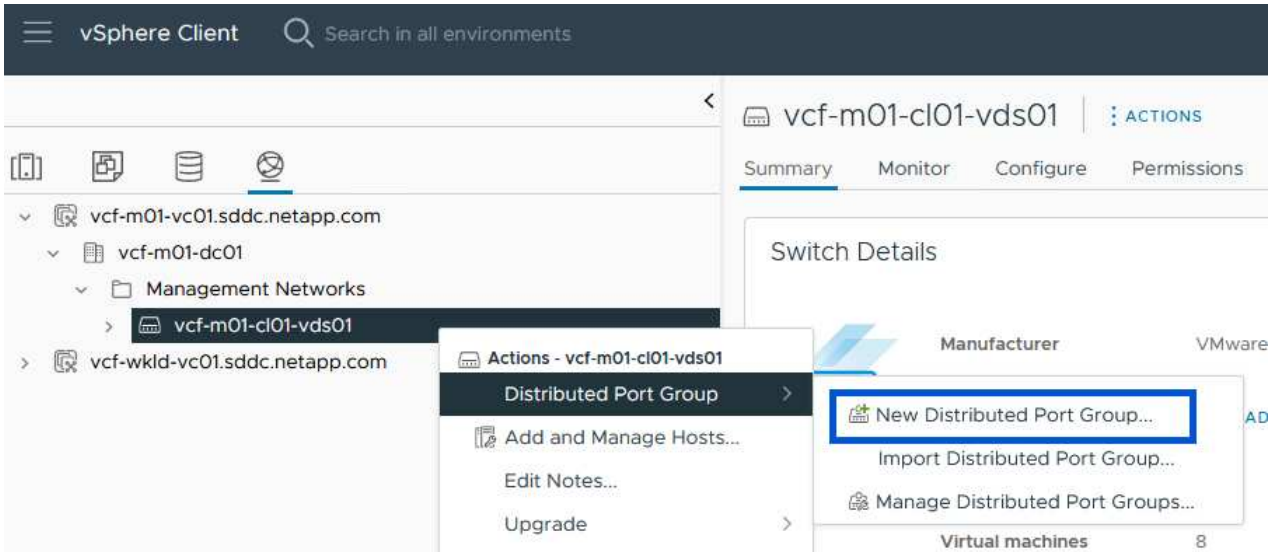 vSphere Client
Search in all environments
vcf-m01-cl01-vds01
ACTIONS
Summary Monitor Configure Permissions
vcf-m01-vc01.sddc.netapp.com
vcf-m01-dc01
Management Networks
vcf-m01-cl01-vds01
vcf-wkld-vc01.sddc.netapp.com
Switch Details
Manufacturer VMware
Actions - vcf-m01-cl01-vds01
Distributed Port Group
Add and Manage Hosts...
Edit Notes...
Upgrade
New Distributed Port Group...
AD
Import Distributed Port Group...
Manage Distributed Port Groups...
Virtual machines 8